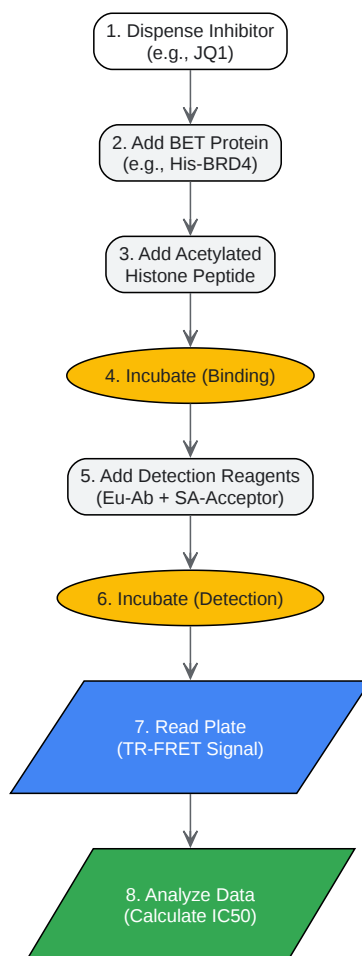 1. Dispense Inhibitor
(e.g., JQ1)
2. Add BET Protein
(e.g., His-BRD4)
3. Add Acetylated
Histone Peptide
4. Incubate (Binding)
5. Add Detection Reagents
(Eu-Ab + SA-Acceptor)
6. Incubate (Detection)
7. Read Plate
(TR-FRET Signal)
8. Analyze Data
(Calculate IC50)